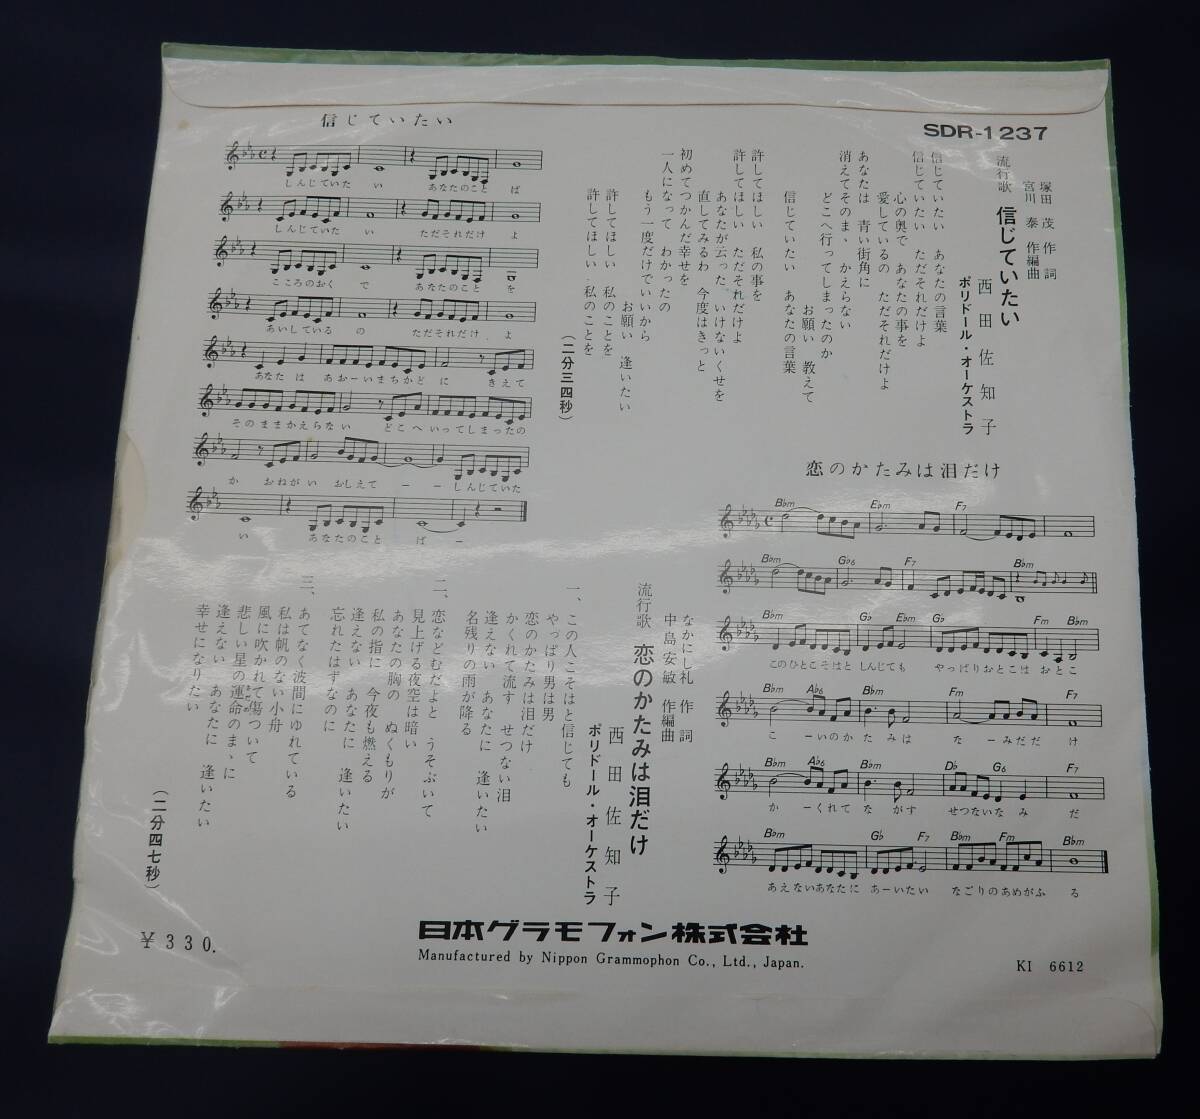 SDR-1237
塚田　茂　作　詞
宮川　泰　作編曲
流行歌　信じていたい
西田佐知子
ポリドール・オーケストラ
信じていたい　あなたの言葉
信じていたい　ただそれだけよ
心の奥で　あなたの事を
愛しているの　ただそれだけよ
あなたは　青い街角に
消えてそのまゝ　かえらない
どこへ行ってしまったのか
お願い　教えて
信じていたい　あなたの言葉
許してほしい　私の事を
許してほしい　ただそれだけよ
あなたが云った　いけないくせを
直してみるわ　今度はきっと
初めてつかんだ幸せを
一人になって　わかったの
もう一度だけでいいから
お願い　逢いたい
許してほしい　私のことを
許してほしい　私のことを
（二分三四秒）
信じていたい
しんじていたい　あなたのことば
しんじていたい　ただそれだけよ
こころのおくで　あなたのことを
あいしているの　ただそれだけよ
あなたは　あおーいまちかどに　きえて
そのままかえらない　どこへいってしまったの
か　おねがい　おしえてーー　しんじていた
い　あなたのことばー
恋のかたみは泪だけ
B♭m E♭m F7
B♭m G♭6 F7 B♭m
B♭m G♭ E♭m G♭ Fm B♭m
このひとこそはと　しんじても　やっぱりおとこは　おとこ
B♭m A♭6 B♭m Fm F7
こーいのかたみは　なーみだだけ
B♭m A♭6 B♭m D♭ G6 F7
かーくれてながす　せつないなみだ
B♭m G♭ F7 B♭m Fm B♭m
あえないあなたに　あーいたい　なごりのあめがふる
なかにし礼　作　詞
中島安敏　作編曲
流行歌　恋のかたみは泪だけ
西田佐知子
ポリドール・オーケストラ
一、この人こそはと信じても
やっぱり男は男
恋のかたみは泪だけ
かくれて流す　せつない泪
逢えない　あなたに　逢いたい
名残りの雨が降る
二、恋などむだよと　うそぶいて
見上げる夜空は暗い
あなたの胸の　ぬくもりが
私の指に　今夜も燃える
逢えない　あなたに　逢いたい
忘れたはずなのに
三、あてなく波間にゆれている
私は帆のない小舟
風に吹かれて傷ついて
悲しい星の運命のまゝに
逢えない　あなたに　逢いたい
幸せになりたい
（二分四七秒）
￥330.
日本グラモフォン株式会社
Manufactured by Nippon Grammophon Co., Ltd., Japan.
KI 6612